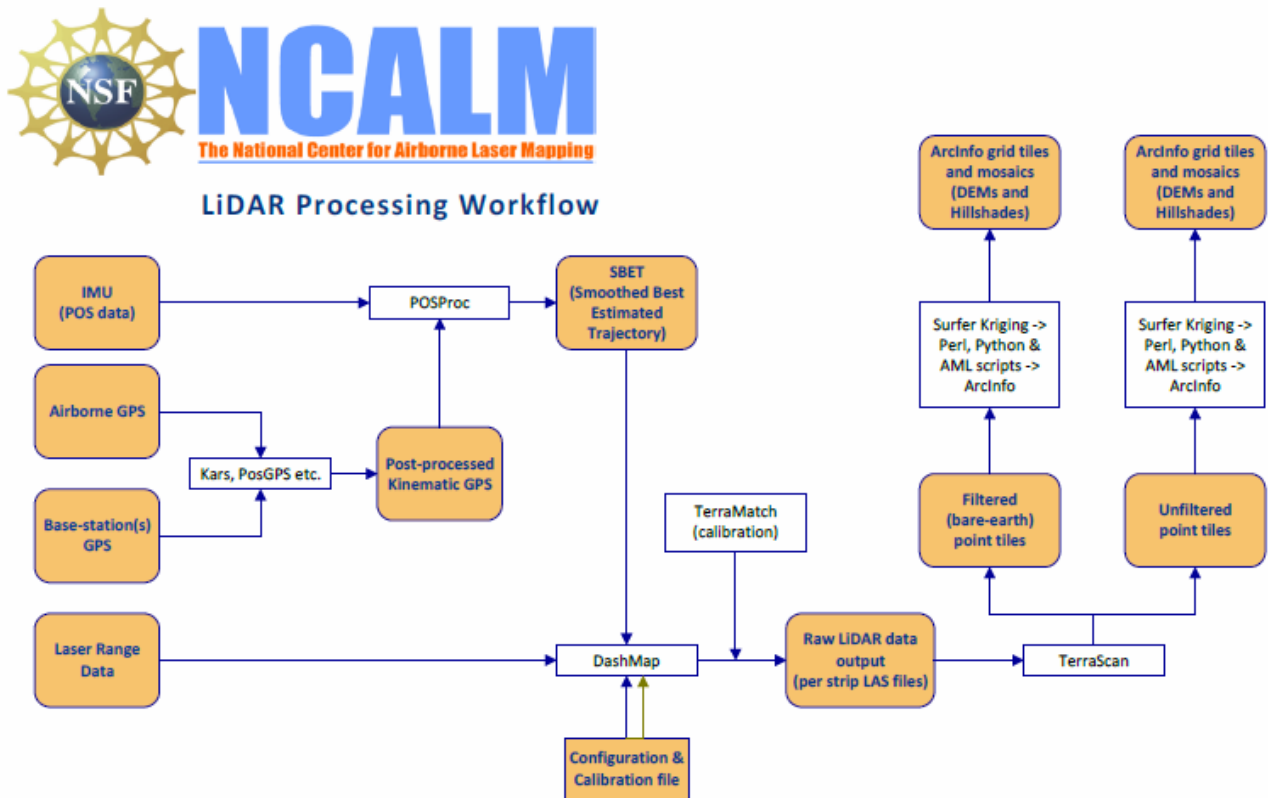 NSF
NCALM
The National Center for Airborne Laser Mapping
LiDAR Processing Workflow
IMU
(POS data)
POSProc
SBET
(Smoothed Best
Estimated
Trajectory)
Airborne GPS
Kars, PosGPS etc.
Post-processed
Kinematic GPS
Base-station(s)
GPS
Laser Range
Data
DashMap
Configuration &
Calibration file
TerraMatch
(calibration)
Raw LiDAR data
output
(per strip LAS files)
TerraScan
Filtered
(bare-earth)
point tiles
Unfiltered
point tiles
Surfer Kriging ->
Perl, Python &
AML scripts ->
ArcInfo
Surfer Kriging ->
Perl, Python &
AML scripts ->
ArcInfo
ArcInfo grid tiles
and mosaics
(DEMs and
Hillshades)
ArcInfo grid tiles
and mosaics
(DEMs and
Hillshades)